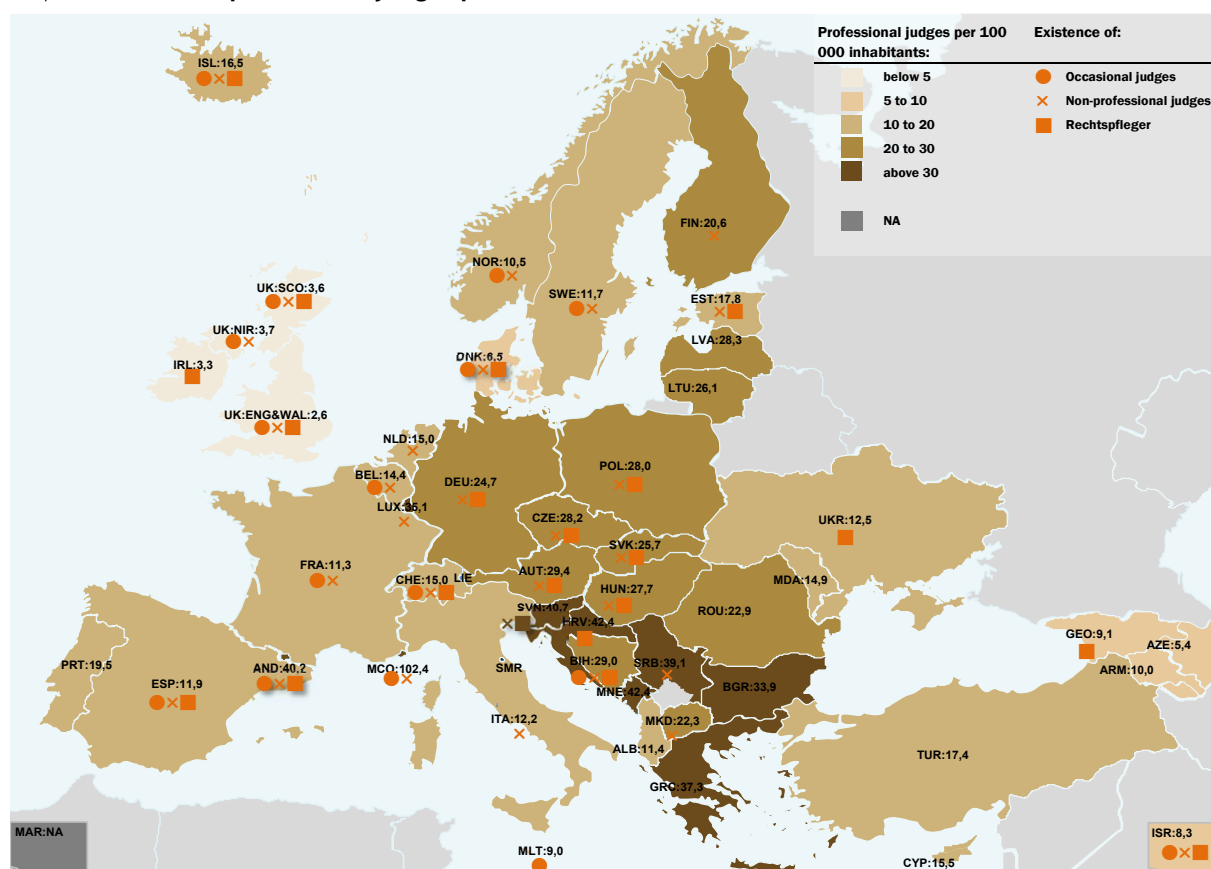 Professional judges per 100 000 inhabitants:
below 5
5 to 10
10 to 20
20 to 30
above 30
NA
Existence of:
Occasional judges
Non-professional judges
Rechtspfleger
ISL:16,5
FIN:20,6
NOR:10,5
UK:SCO:3,6
SWE:11,7
EST:17,8
UK:NIR:3,7
LVA:28,3
DNK:6,5
IRL:3,3
LTU:26,1
UK:ENG&WAL:2,6
NLD:15,0
POL:28,0
BEL:14,4
DEU:24,7
LUX:35,1
CZE:28,2
UKR:12,5
SVK:25,7
FRA:11,3
AUT:29,4
CHE:15,0
LIE
MDA:14,9
HUN:27,7
SVN:40,7
ROU:22,9
HRV:42,4
GEO:9,1
AZE:5,4
PRT:19,5
AND:40,2
MCO:102,4
SMR
BIH:29,0
SRB:39,1
ARM:10,0
ESP:11,9
MNE:42,4
BGR:33,9
ITA:12,2
MKD:22,3
ALB:11,4
TUR:17,4
GRC:37,3
MAR:NA
MLT:9,0
CYP:15,5
ISR:8,3